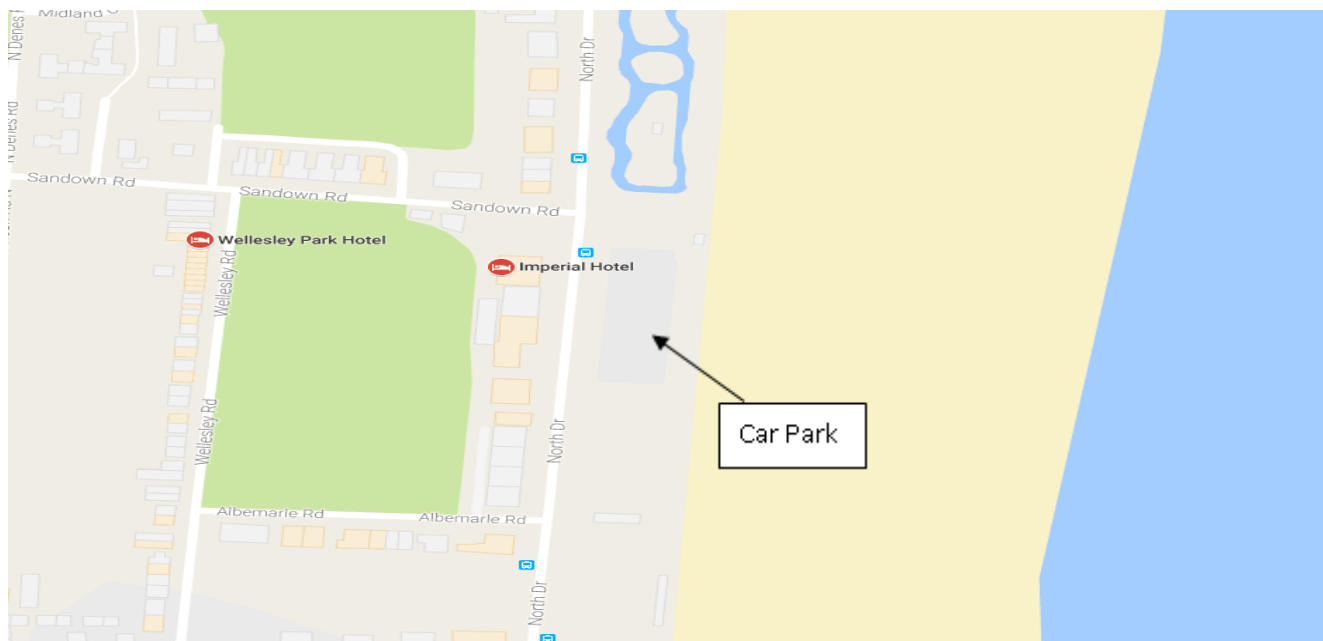 Midland
N Denes Rd
North Dr
N Denes Rd
Sandown Rd
Sandown Rd
Sandown Rd
Wellesley Park Hotel
Wellesley Rd
Imperial Hotel
Car Park
Wellesley Rd
North Dr
Albemarle Rd
Albemarle Rd
North Dr